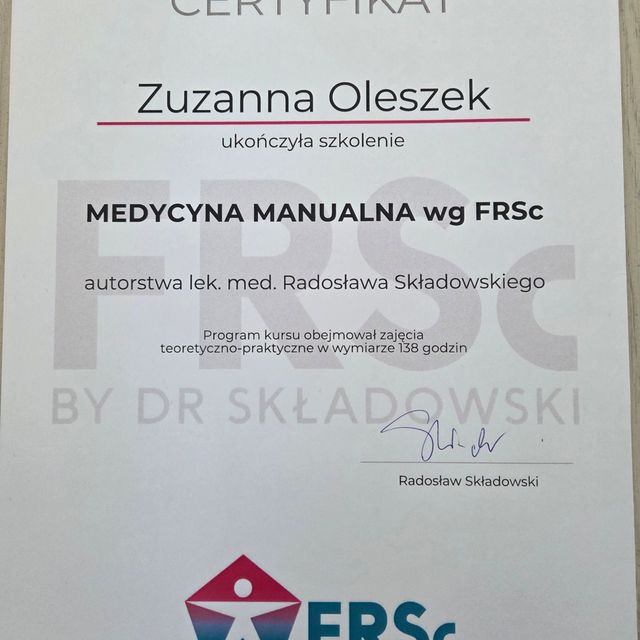 CERTYFIKAT
Zuzanna Oleszek
ukończyła szkolenie
MEDYCYNA MANUALNA wg FRSc
autorstwa lek. med. Radosława Składowskiego
FRSc
Program kursu obejmował zajęcia
teoretyczno-praktyczne w wymiarze 138 godzin
BY DR SKŁADOWSKI
Radosław Składowski
FRSc